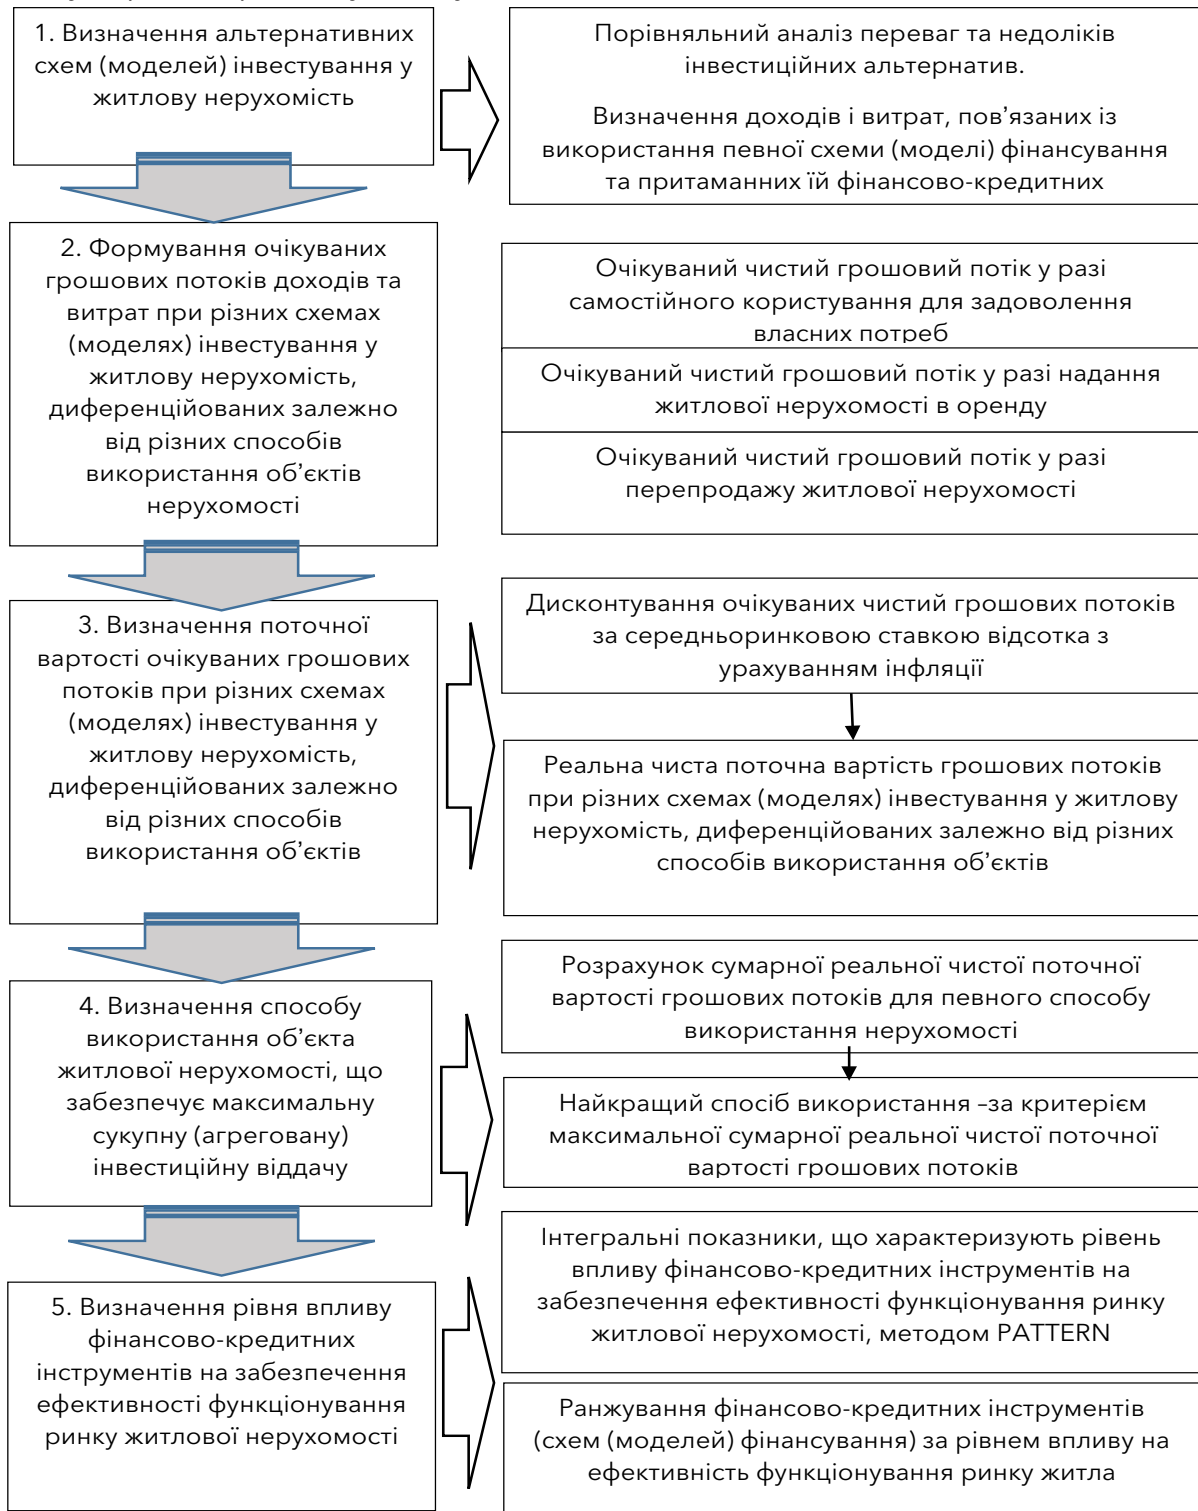 1. Визначення альтернативних
схем (моделей) інвестування у
житлову нерухомість
Порівняльний аналіз переваг та недоліків
інвестиційних альтернатив.
Визначення доходів і витрат, пов’язаних із
використання певної схеми (моделі) фінансування
та притаманних їй фінансово-кредитних
2. Формування очікуваних
грошових потоків доходів та
витрат при різних схемах
(моделях) інвестування у
житлову нерухомість,
диференційованих залежно
від різних способів
використання об’єктів
нерухомості
Очікуваний чистий грошовий потік у разі
самостійного користування для задоволення
власних потреб
Очікуваний чистий грошовий потік у разі надання
житлової нерухомості в оренду
Очікуваний чистий грошовий потік у разі
перепродажу житлової нерухомості
3. Визначення поточної
вартості очікуваних грошових
потоків при різних схемах
(моделях) інвестування у
житлову нерухомість,
диференційованих залежно
від різних способів
використання об’єктів
Дисконтування очікуваних чистий грошових потоків
за середньоринковою ставкою відсотка з
урахуванням інфляції
Реальна чиста поточна вартість грошових потоків
при різних схемах (моделях) інвестування у житлову
нерухомість, диференційованих залежно від різних
способів використання об’єктів
4. Визначення способу
використання об’єкта
житлової нерухомості, що
забезпечує максимальну
сукупну (агреговану)
інвестиційну віддачу
Розрахунок сумарної реальної чистої поточної
вартості грошових потоків для певного способу
використання нерухомості
Найкращий спосіб використання –за критерієм
максимальної сумарної реальної чистої поточної
вартості грошових потоків
5. Визначення рівня впливу
фінансово-кредитних
інструментів на забезпечення
ефективності функціонування
ринку житлової нерухомості
Інтегральні показники, що характеризують рівень
впливу фінансово-кредитних інструментів на
забезпечення ефективності функціонування ринку
житлової нерухомості, методом PATTERN
Ранжування фінансово-кредитних інструментів
(схем (моделей) фінансування) за рівнем впливу на
ефективність функціонування ринку житла